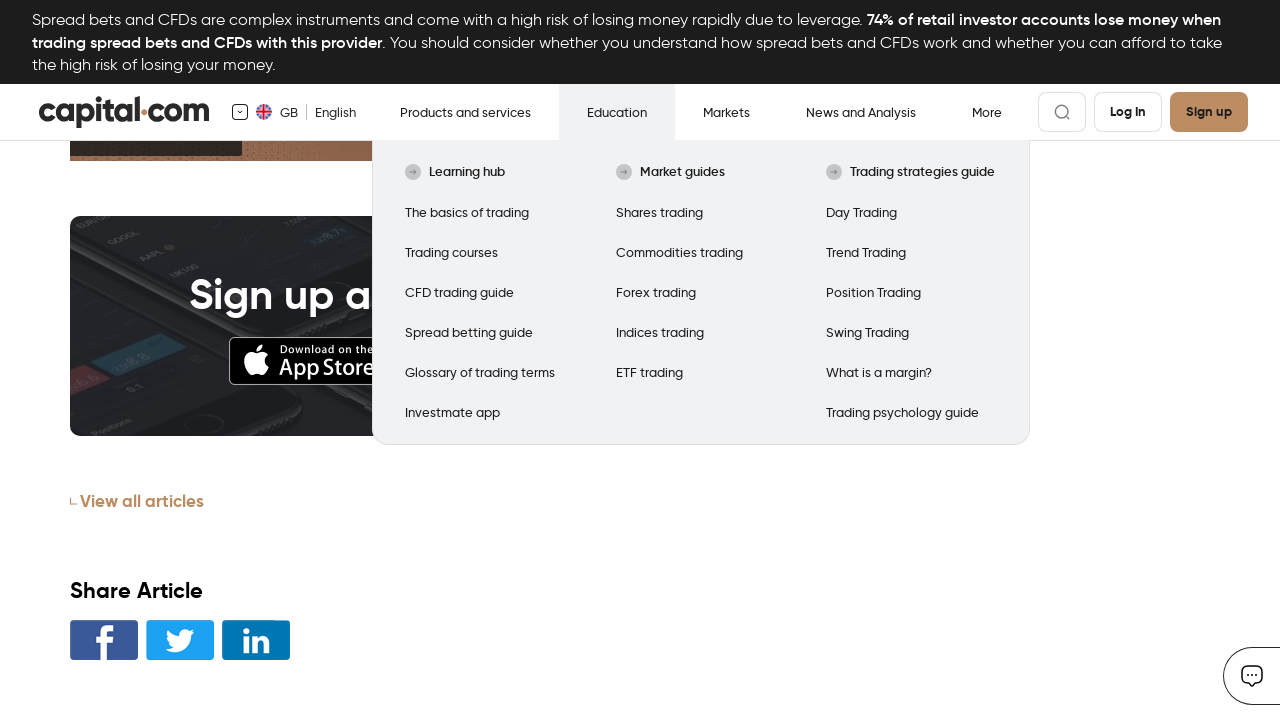 Spread bets and CFDs are complex instruments and come with a high risk of losing money rapidly due to leverage. 74% of retail investor accounts lose money when
trading spread bets and CFDs with this provider. You should consider whether you understand how spread bets and CFDs work and whether you can afford to take
the high risk of losing your money.
capital.com
GB English
Products and services
Education
Markets
News and Analysis
More
Log In
Sign up
Learning hub
The basics of trading
Trading courses
CFD trading guide
Spread betting guide
Glossary of trading terms
Investmate app
Market guides
Shares trading
Commodities trading
Forex trading
Indices trading
ETF trading
Trading strategies guide
Day Trading
Trend Trading
Position Trading
Swing Trading
What is a margin?
Trading psychology guide
GOOGL
AAPL
UK100
Positions
Sign up a
Download on the
App Store
View all articles
Share Article